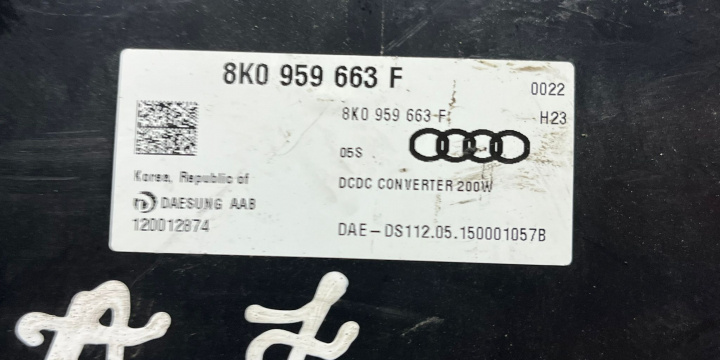 8K0 959 663 F
0022
8K0 959 663 F
H23
05S
Korea, Republic of
DCDC CONVERTER 200W
DAESUNG AAB
120012874
DAE-DS112.05.150001057B